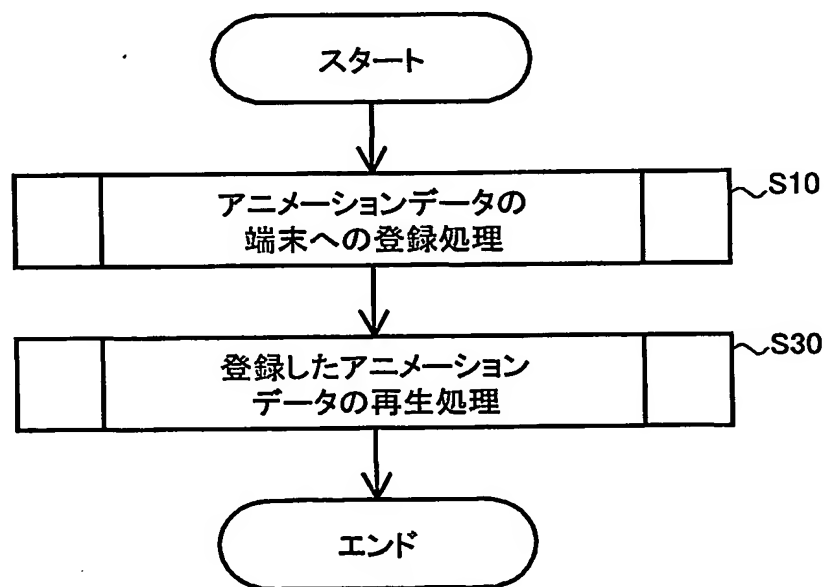 スタート
アニメーションデータの
端末への登録処理
S10
登録したアニメーション
データの再生処理
S30
エンド